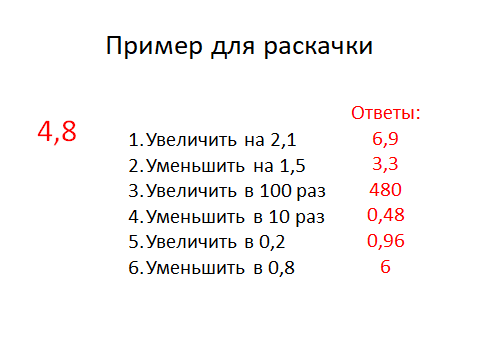 Пример для раскачки
Ответы:
4,8
1.Увеличить на 2,1 6,9
2.Уменьшить на 1,5 3,3
3.Увеличить в 100 раз 480
4.Уменьшить в 10 раз 0,48
5.Увеличить в 0,2 0,96
6.Уменьшить в 0,8 6